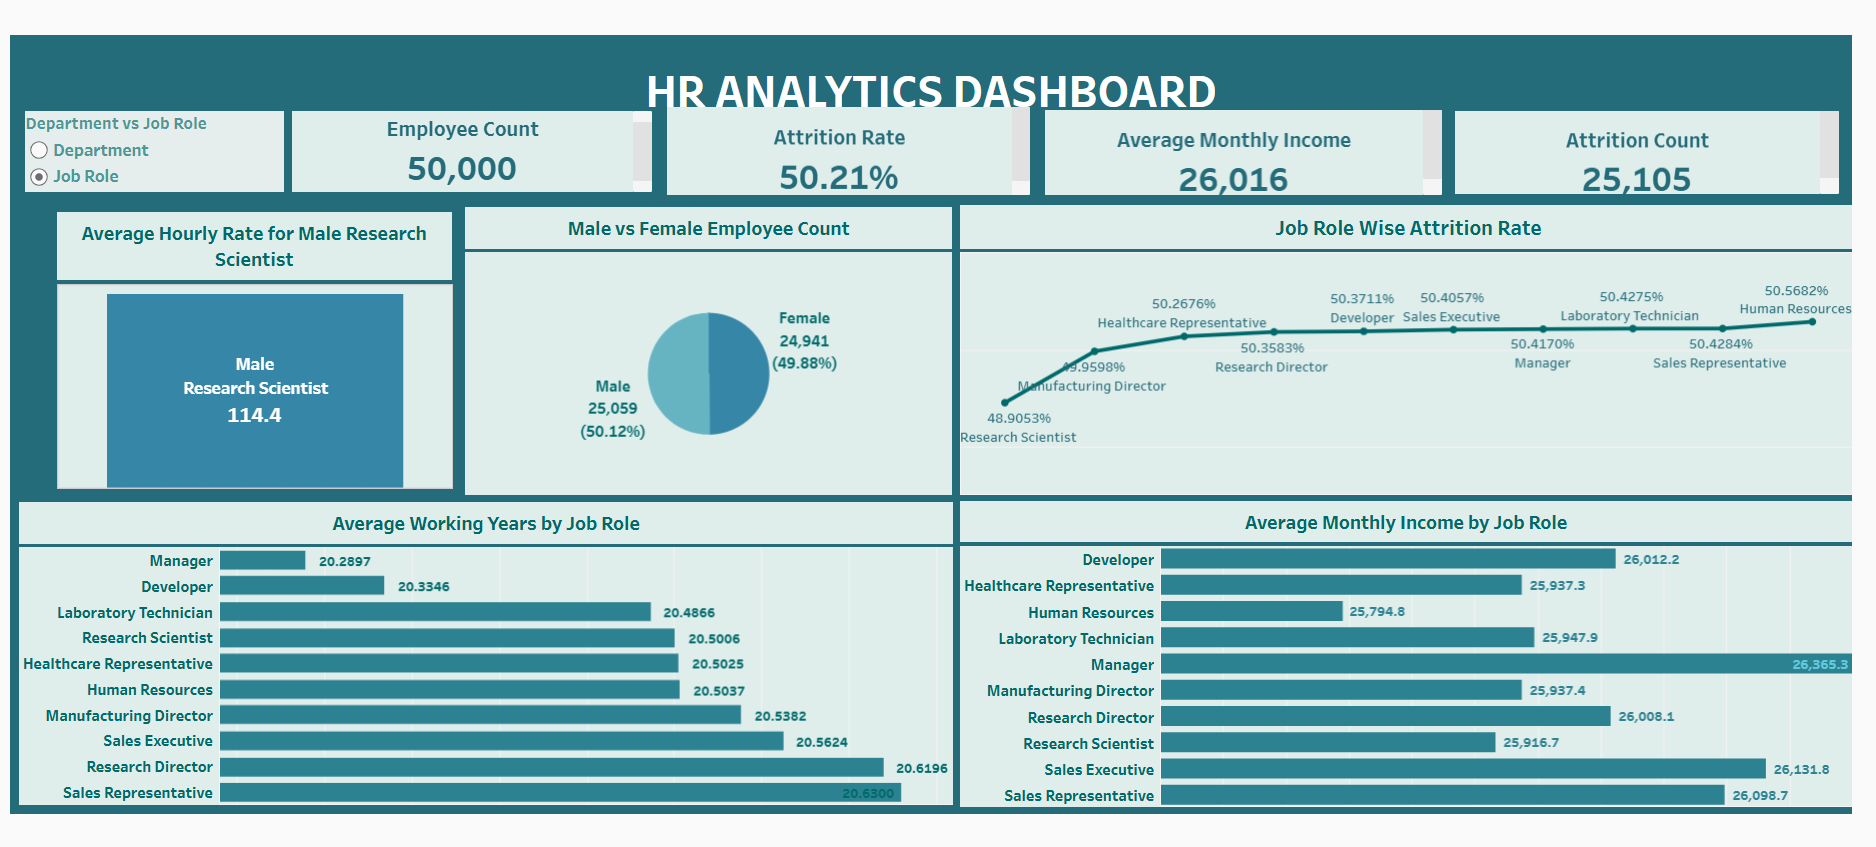 HR ANALYTICS DASHBOARD
Department vs Job Role
Department
Job Role
Employee Count
50,000
Attrition Rate
50.21%
Average Monthly Income
26,016
Attrition Count
25,105
Average Hourly Rate for Male Research
Scientist
Male
Research Scientist
114.4
Male vs Female Employee Count
Female
24,941
(49.88%)
Male
25,059
(50.12%)
Job Role Wise Attrition Rate
48.9053%
Research Scientist
49.9598%
Manufacturing Director
50.2676%
Healthcare Representative
50.3583%
Research Director
50.3711%
Developer
50.4057%
Sales Executive
50.4170%
Manager
50.4275%
Laboratory Technician
50.4284%
Sales Representative
50.5682%
Human Resources
Average Working Years by Job Role
Manager 20.2897
Developer 20.3346
Laboratory Technician 20.4866
Research Scientist 20.5006
Healthcare Representative 20.5025
Human Resources 20.5037
Manufacturing Director 20.5382
Sales Executive 20.5624
Research Director 20.6196
Sales Representative 20.6300
Average Monthly Income by Job Role
Developer 26,012.2
Healthcare Representative 25,937.3
Human Resources 25,794.8
Laboratory Technician 25,947.9
Manager 26,365.3
Manufacturing Director 25,937.4
Research Director 26,008.1
Research Scientist 25,916.7
Sales Executive 26,131.8
Sales Representative 26,098.7